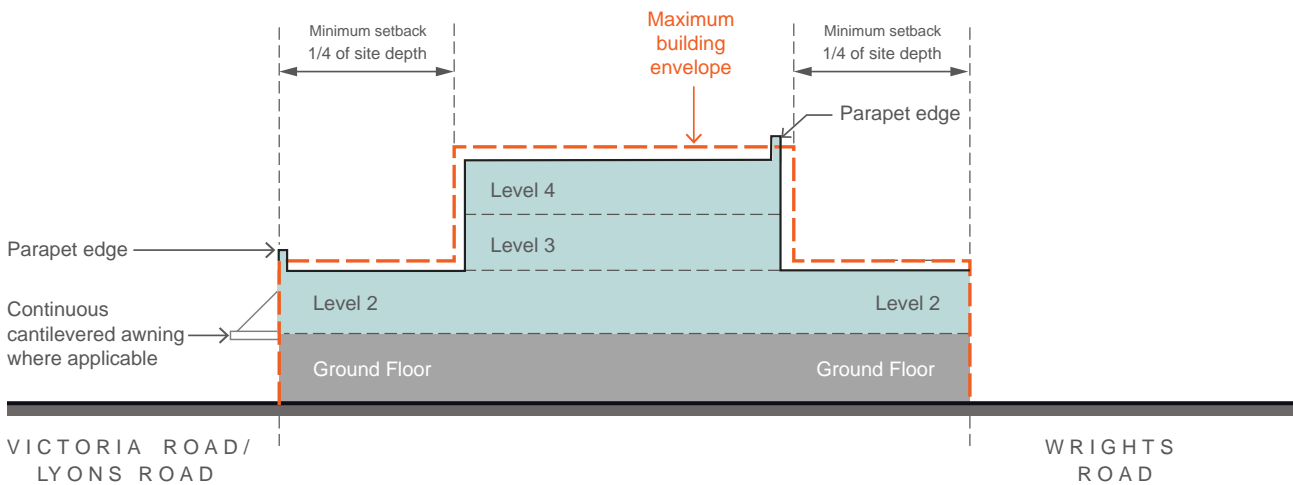 Minimum setback
1/4 of site depth
Maximum
building
envelope
Minimum setback
1/4 of site depth
Parapet edge
Level 4
Level 3
Parapet edge
Level 2
Level 2
Continuous
cantilevered awning
where applicable
Ground Floor
Ground Floor
VICTORIA ROAD/
LYONS ROAD
WRIGHTS
ROAD